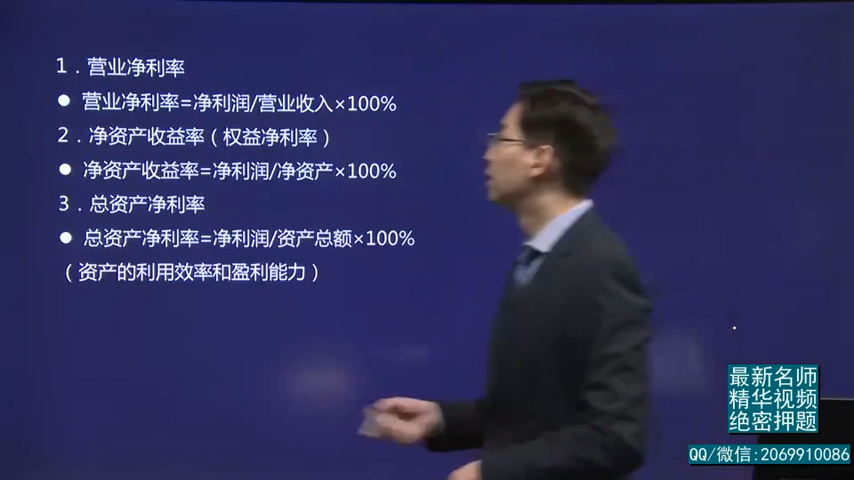 1．营业净利率
● 营业净利率=净利润/营业收入×100%
2．净资产收益率（权益净利率）
● 净资产收益率=净利润/净资产×100%
3．总资产净利率
● 总资产净利率=净利润/资产总额×100%
（资产的利用效率和盈利能力）
最新名师
精华视频
绝密押题
QQ/微信:2069910086